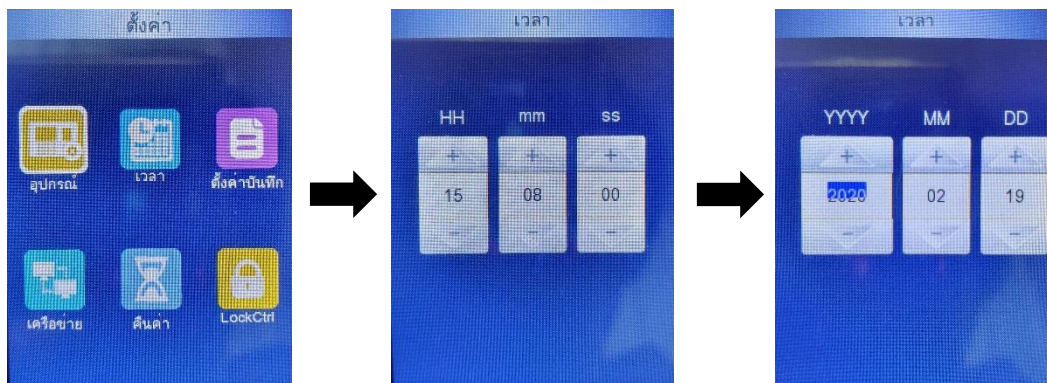 ตั้งค่า
อุปกรณ์
เวลา
ตั้งค่าบันทึก
เครือข่าย
คืนค่า
LockCtrl
เวลา
HH mm ss
+ + +
15 08 00
- - -
เวลา
YYYY MM DD
+ + +
2020 02 19
- - -